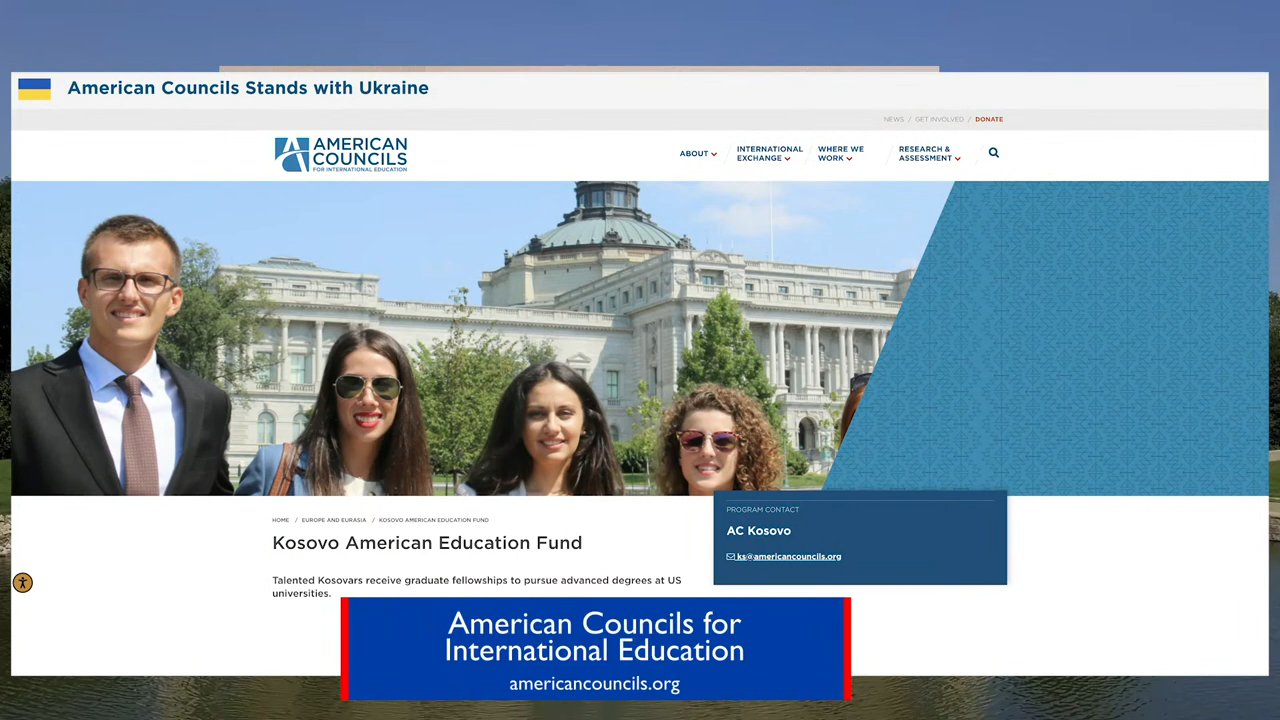 American Councils Stands with Ukraine
NEWS / GET INVOLVED / DONATE
AMERICAN
COUNCILS
FOR INTERNATIONAL EDUCATION
ABOUT
INTERNATIONAL
EXCHANGE
WHERE WE
WORK
RESEARCH &
ASSESSMENT
PROGRAM CONTACT
AC Kosovo
ks@americancouncils.org
HOME / EUROPE AND EURASIA / KOSOVO AMERICAN EDUCATION FUND
Kosovo American Education Fund
Talented Kosovars receive graduate fellowships to pursue advanced degrees at US
universities.
American Councils for
International Education
americancouncils.org